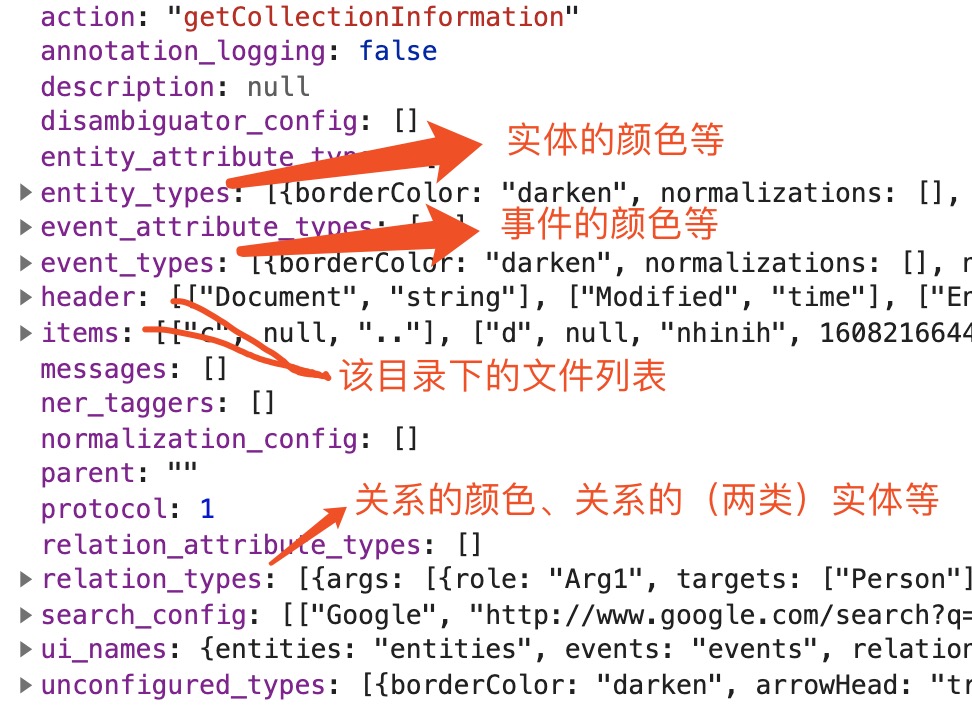 action: "getCollectionInformation"
annotation_logging: false
description: null
disambiguator_config: []
实体的颜色等
entity_attribute_types:
entity_types: [{borderColor: "darken", normalizations: [],
事件的颜色等
event_attribute_types:
event_types: [{borderColor: "darken", normalizations: [],
header: [["Document", "string"], ["Modified", "time"], ["En
items: [["c", null, ".."], ["d", null, "nhinih", 1608216644
messages: []
该目录下的文件列表
ner_taggers: []
normalization_config: []
parent: ""
关系的颜色、关系的（两类）实体等
protocol: 1
relation_attribute_types: []
relation_types: [{args: [{role: "Arg1", targets: ["Person"]
search_config: [["Google", "http://www.google.com/search?q=
ui_names: {entities: "entities", events: "events", relation
unconfigured_types: [{borderColor: "darken", arrowHead: "tr